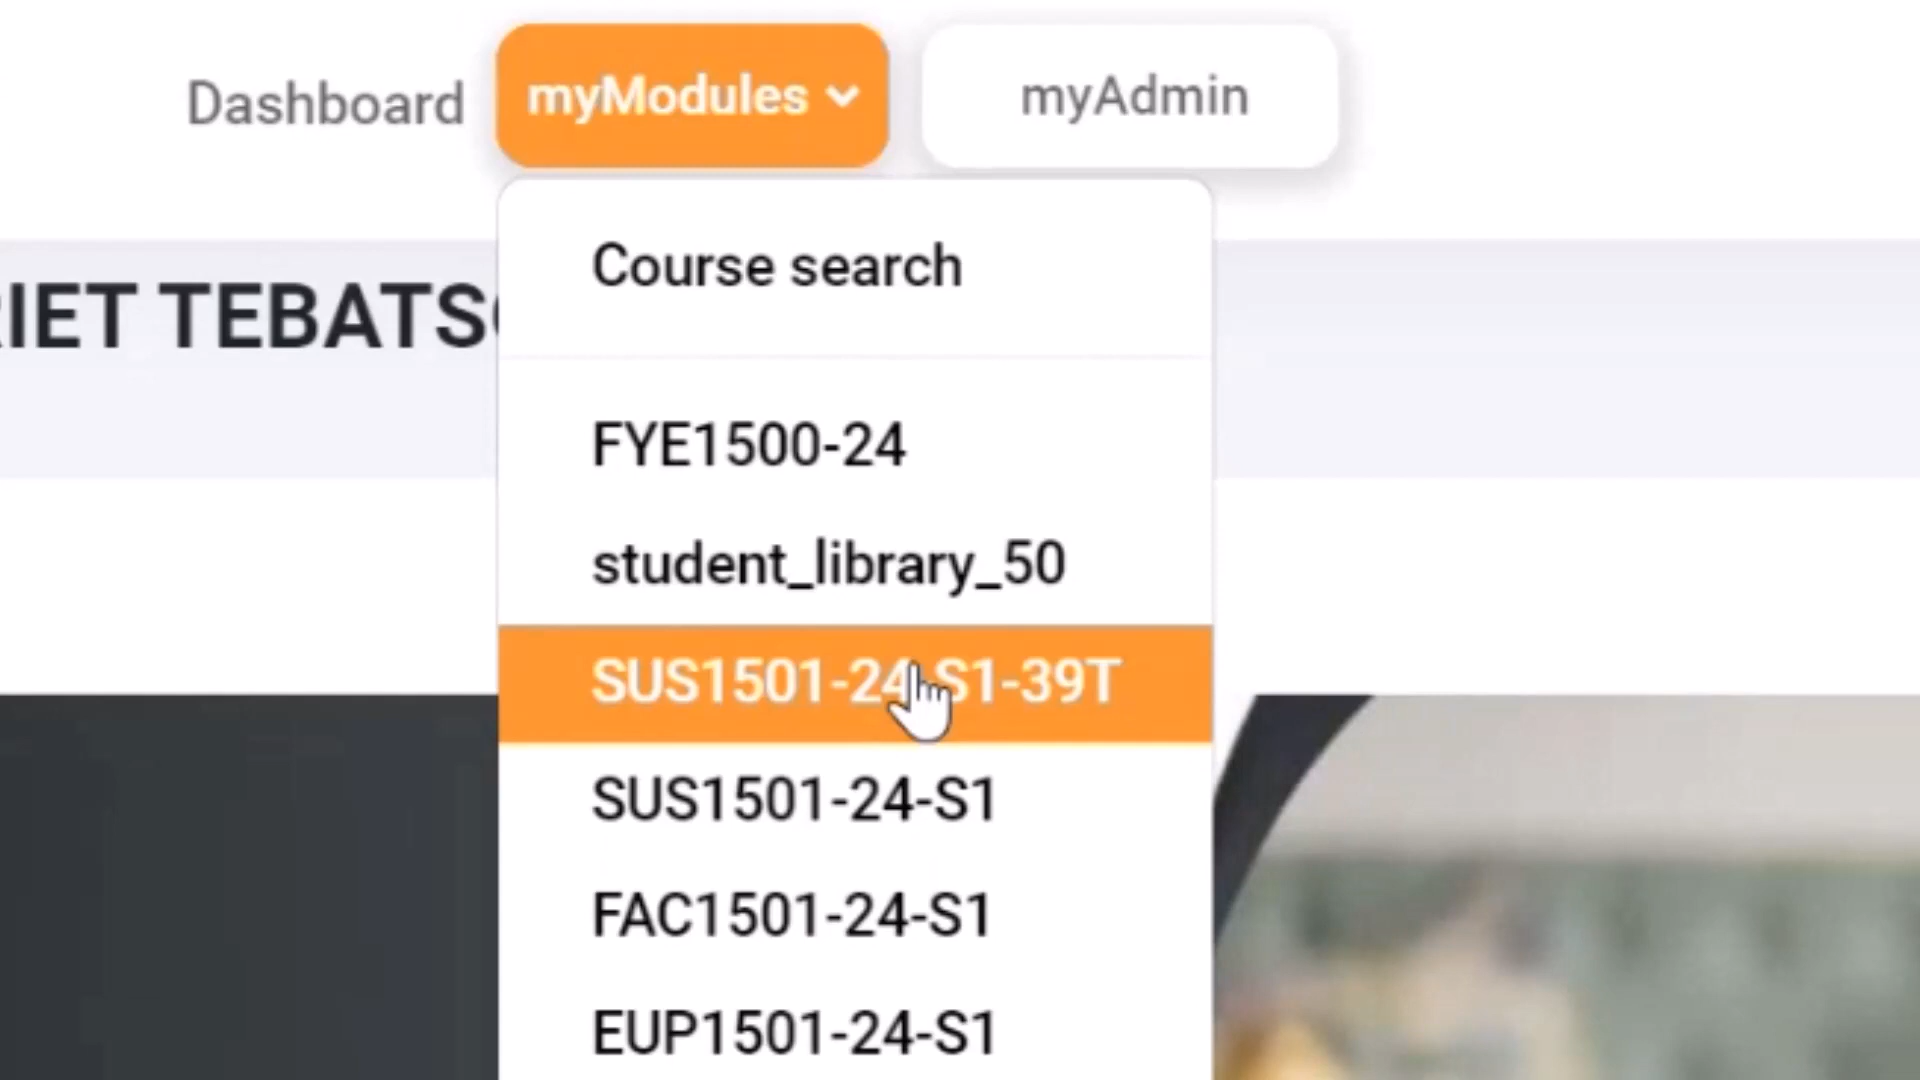 Dashboard myModules myAdmin
Course search
RIET TEBATS
FYE1500-24
student_library_50
SUS1501-24-S1-39T
SUS1501-24-S1
FAC1501-24-S1
EUP1501-24-S1